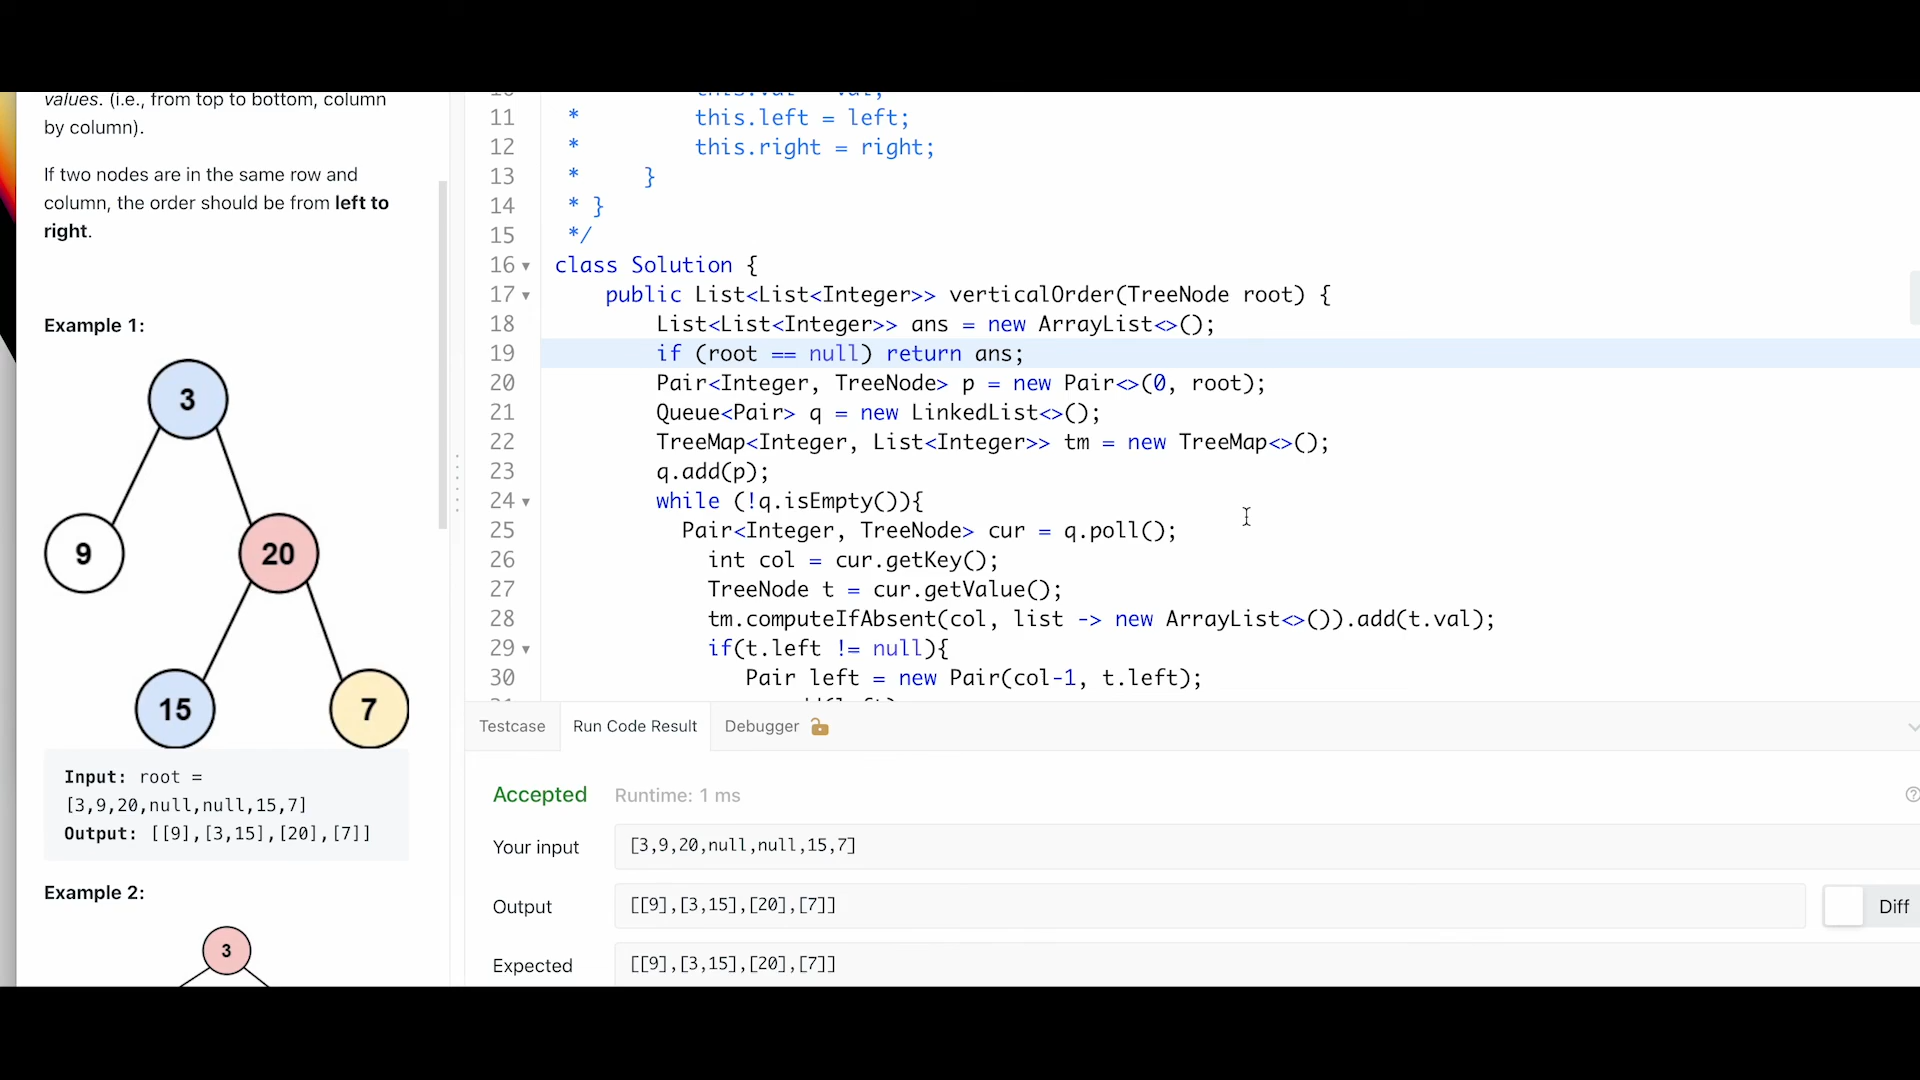 values. (i.e., from top to bottom, column
by column).
If two nodes are in the same row and
column, the order should be from left to
right.
Example 1:
3
9
20
15
7
Input: root =
[3,9,20,null,null,15,7]
Output: [[9],[3,15],[20],[7]]
Example 2:
3
11 * this.left = left;
12 * this.right = right;
13 * }
14 * }
15 */
16 class Solution {
17 public List<List<Integer>> verticalOrder(TreeNode root) {
18 List<List<Integer>> ans = new ArrayList<>();
19 if (root == null) return ans;
20 Pair<Integer, TreeNode> p = new Pair<>(0, root);
21 Queue<Pair> q = new LinkedList<>();
22 TreeMap<Integer, List<Integer>> tm = new TreeMap<>();
23 q.add(p);
24 while (!q.isEmpty()){
25 Pair<Integer, TreeNode> cur = q.poll();
26 int col = cur.getKey();
27 TreeNode t = cur.getValue();
28 tm.computeIfAbsent(col, list -> new ArrayList<>()).add(t.val);
29 if(t.left != null){
30 Pair left = new Pair(col-1, t.left);
Testcase Run Code Result Debugger
Accepted Runtime: 1 ms
Your input [3,9,20,null,null,15,7]
Output [[9],[3,15],[20],[7]] Diff
Expected [[9],[3,15],[20],[7]]